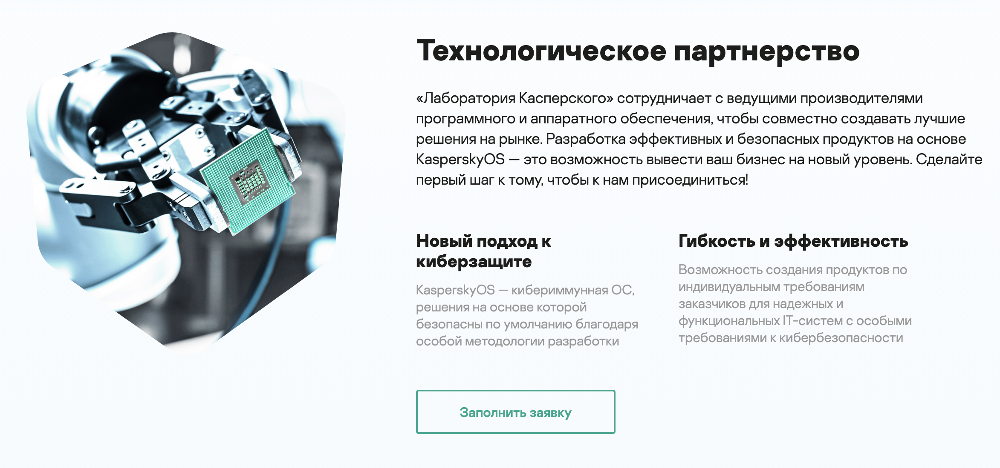 Технологическое партнерство
«Лаборатория Касперского» сотрудничает с ведущими производителями
программного и аппаратного обеспечения, чтобы совместно создавать лучшие
решения на рынке. Разработка эффективных и безопасных продуктов на основе
KasperskyOS — это возможность вывести ваш бизнес на новый уровень. Сделайте
первый шаг к тому, чтобы к нам присоединиться!
Новый подход к
киберзащите
KasperskyOS — кибериммунная ОС,
решения на основе которой
безопасны по умолчанию благодаря
особой методологии разработки
Гибкость и эффективность
Возможность создания продуктов по
индивидуальным требованиям
заказчиков для надежных и
функциональных IT-систем с особыми
требованиями к кибербезопасности
Заполнить заявку